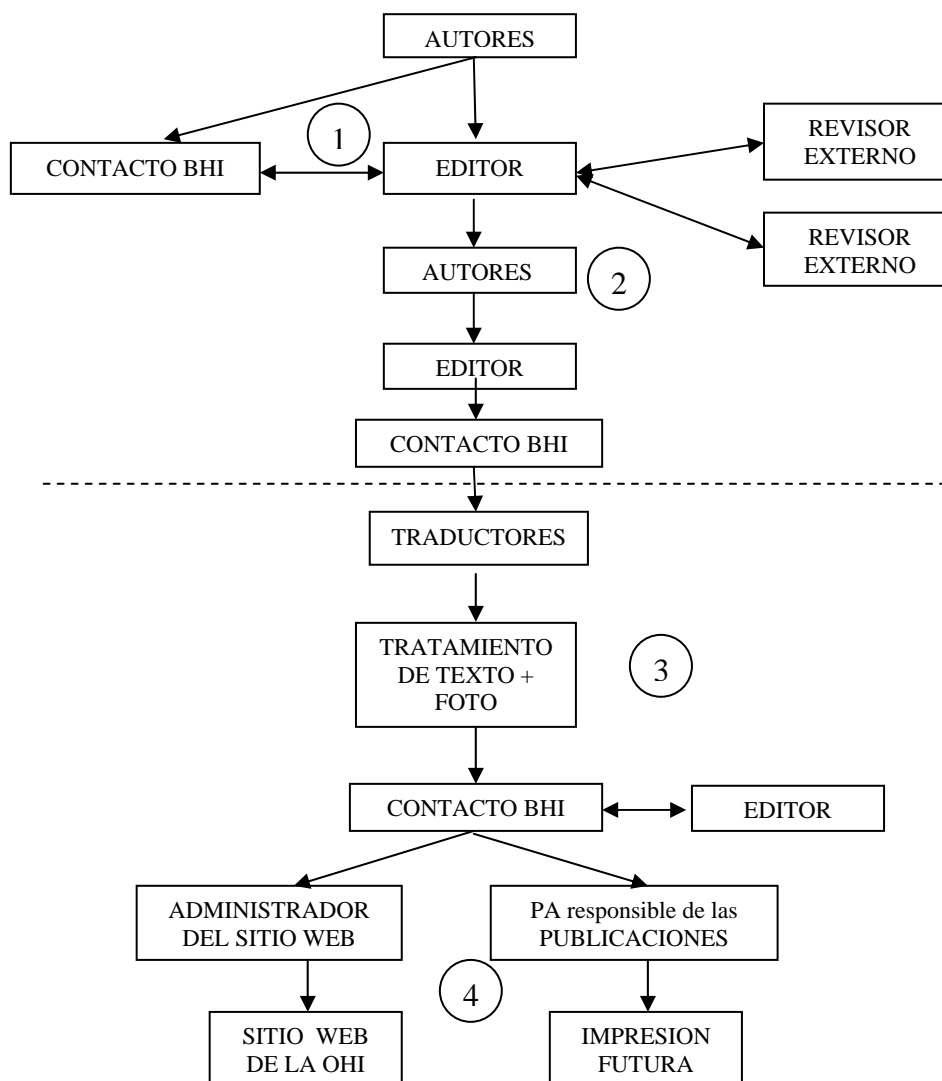 AUTORES
1
REVISOR
EXTERNO
CONTACTO BHI
EDITOR
REVISOR
EXTERNO
AUTORES
2
EDITOR
CONTACTO BHI
TRADUCTORES
TRATAMIENTO
DE TEXTO +
FOTO
3
CONTACTO BHI
EDITOR
ADMINISTRADOR
DEL SITIO WEB
PA responsible de las
PUBLICACIONES
4
SITIO WEB
DE LA OHI
IMPRESION
FUTURA